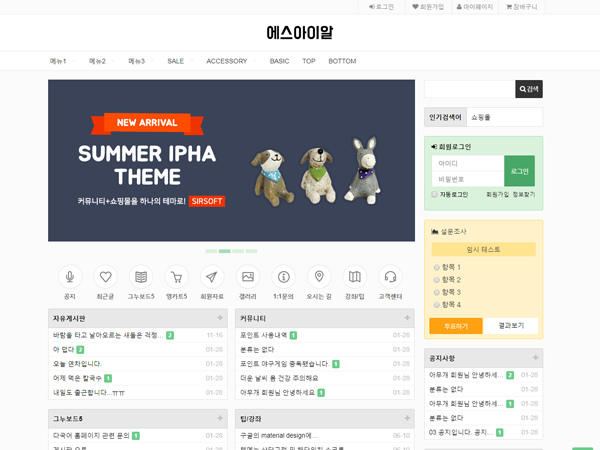 로그인 회원가입 마이페이지 장바구니
에스아이알
메뉴1 메뉴2 메뉴3 SALE ACCESSORY BASIC TOP BOTTOM
NEW ARRIVAL
SUMMER IPHA
THEME
커뮤니티+쇼핑몰을 하나의 테마로! SIRSOFT
검색
인기검색어 쇼핑몰
회원로그인
아이디
비밀번호
로그인
자동로그인 회원가입 정보찾기
설문조사
임시 테스트
항목 1
항목 2
항목 3
항목 4
투표하기 결과보기
공지 최근글 그누보드5 영카트5 회원자료 갤러리 1:1문의 오시는 길 강좌/팁 고객센터
자유게시판
바람을 타고 날아오르는 새들은 걱정... 2 11-16
아 덥다 2 01-28
오늘 연차입니다. 01-28
어제 먹은 칼국수 1 01-28
내일도 출근합니다...ㅠㅠ 01-28
커뮤니티
포인트 사용내역 1 01-28
분류는 없다 01-28
포인트 야구게임 중독됐습니다. 1 01-28
더운 날씨 몸 건강 주의해요 01-28
아무개 회원님 안녕하세요 1 01-28
공지사항
아무개 회원님 안녕하세... 2 01-28
분류는 없다 01-28
아무개 회원님 안녕하세... 1 01-28
분류는 없다 01-28
03 공지입니다. 공지... 1 01-28
그누보드5
다국어 홈페이지 관련 문의 1 01-28
게시판 오류 01-28
팁/강좌
구글의 material design에... 06-10
06-10